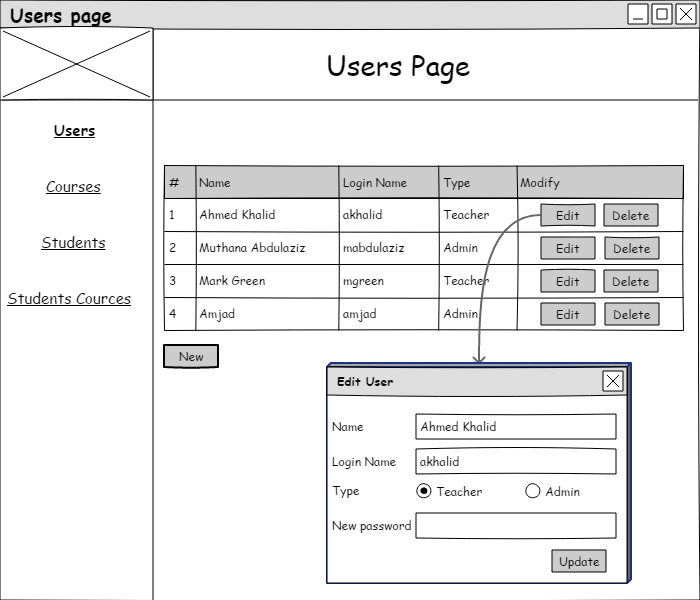 Users page
Users Page
Users
Courses
Students
Students Cources
# Name Login Name Type Modify
1 Ahmed Khalid akhalid Teacher Edit Delete
2 Muthana Abdulaziz mabdulaziz Admin Edit Delete
3 Mark Green mgreen Teacher Edit Delete
4 Amjad amjad Admin Edit Delete
New
Edit User
Name Ahmed Khalid
Login Name akhalid
Type Teacher Admin
New password
Update